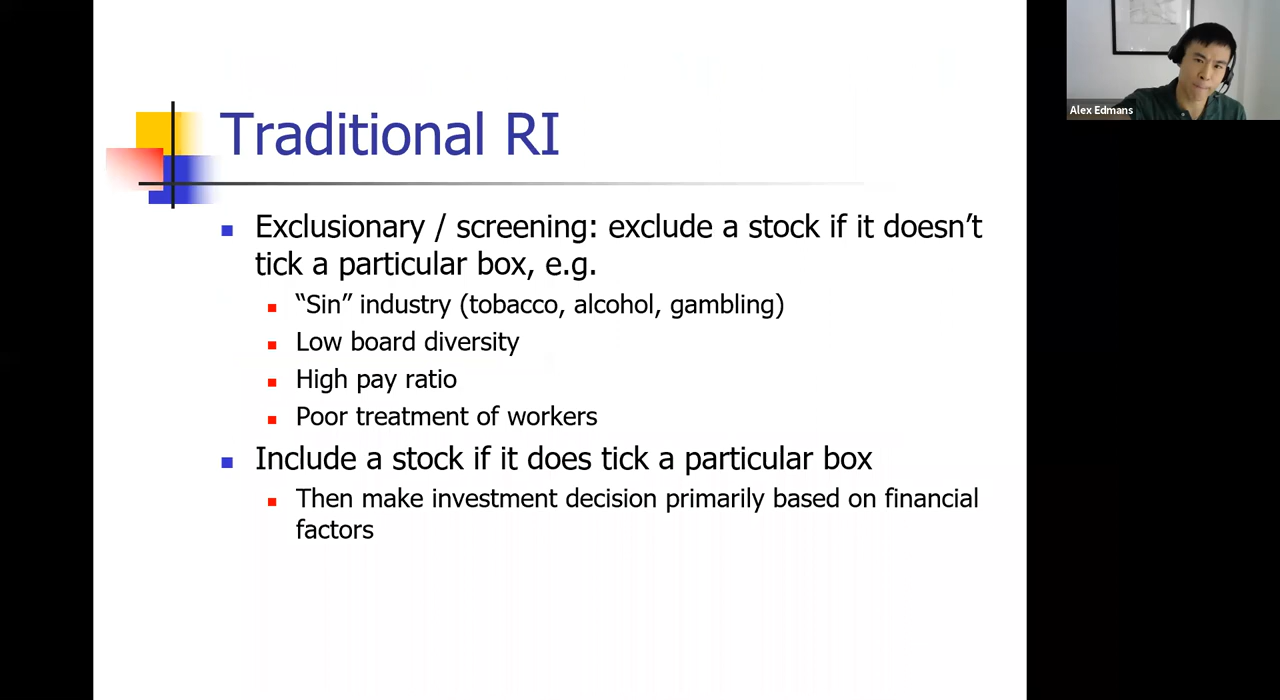 Traditional RI
Exclusionary / screening: exclude a stock if it doesn’t
tick a particular box, e.g.
“Sin” industry (tobacco, alcohol, gambling)
Low board diversity
High pay ratio
Poor treatment of workers
Include a stock if it does tick a particular box
Then make investment decision primarily based on financial
factors
Alex Edmans